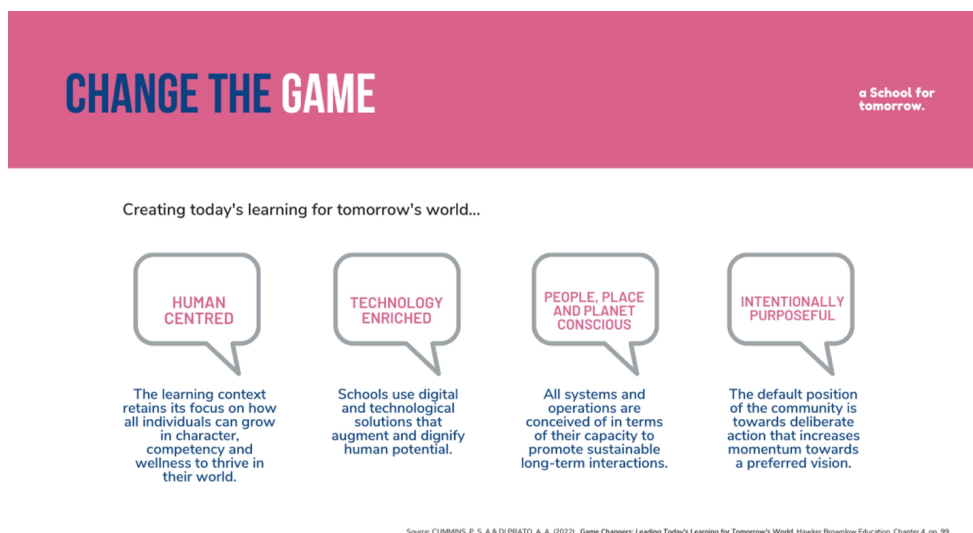 CHANGE THE GAME
a School for
tomorrow.
Creating today's learning for tomorrow's world...
HUMAN
CENTRED
The learning context
retains its focus on how
all individuals can grow
in character,
competency and
wellness to thrive in
their world.
TECHNOLOGY
ENRICHED
Schools use digital
and technological
solutions that
augment and dignify
human potential.
PEOPLE, PLACE
AND PLANET
CONSCIOUS
All systems and
operations are
conceived of in terms
of their capacity to
promote sustainable
long-term interactions.
INTENTIONALLY
PURPOSEFUL
The default position
of the community is
towards deliberate
action that increases
momentum towards
a preferred vision.
Source: CUMMINS, P. S. A & DI PRATO, A. A. (2022). Game Changers: Leading Today's Learning for Tomorrow's World. Hawker Brownlow Education. Chapter 4, pp. 99